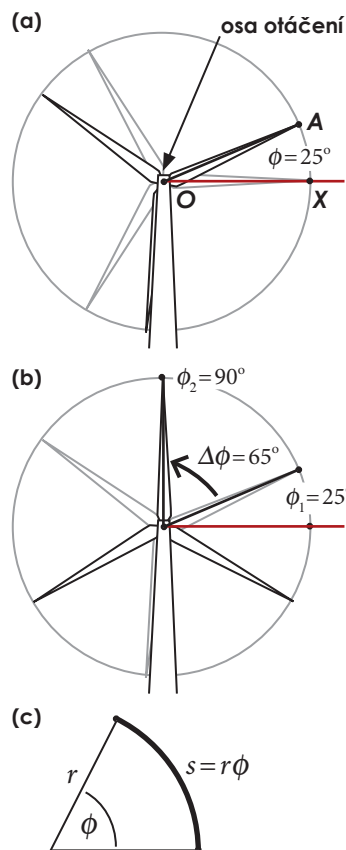 (a)
osa otáčení
A
ϕ=25°
O
X
(b)
ϕ₂=90°
Δϕ=65°
ϕ₁=25°
(c)
r
s=rϕ
ϕ